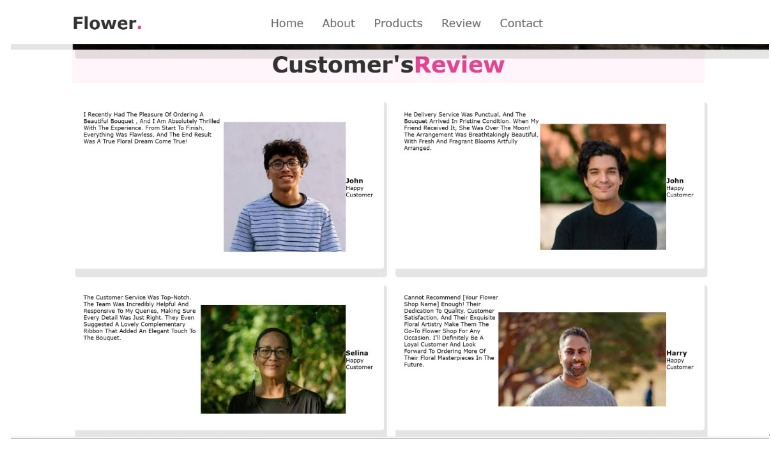 Flower.
Home About Products Review Contact
Customer'sReview
I Recently Had The Pleasure Of Ordering A
Beautiful Bouquet , And I Am Absolutely Thrilled
With The Experience. From Start To Finish,
Everything Was Flawless, And The End Result
Was A True Floral Dream Come True!
John
Happy
Customer
He Delivery Service Was Punctual, And The
Bouquet Arrived In Pristine Condition. When My
Friend Received It, She Was Over The Moon!
The Arrangement Was Breathtakingly Beautiful,
With Fresh And Fragrant Blooms Artfully
Arranged.
John
Happy
Customer
The Customer Service Was Top-Notch.
The Team Was Incredibly Helpful And
Responsive To My Queries, Making Sure
Every Detail Was Just Right. They Even
Suggested A Lovely Complementary
Ribbon That Added An Elegant Touch To
The Bouquet.
Selina
Happy
Customer
Cannot Recommend [Your Flower
Shop Name] Enough! Their
Dedication To Quality, Customer
Satisfaction, And Their Exquisite
Floral Artistry Make Them The
Go-To Flower Shop For Any
Occasion. I'll Definitely Be A
Loyal Customer And Look
Forward To Ordering More Of
Their Floral Masterpieces In The
Future.
Harry
Happy
Customer